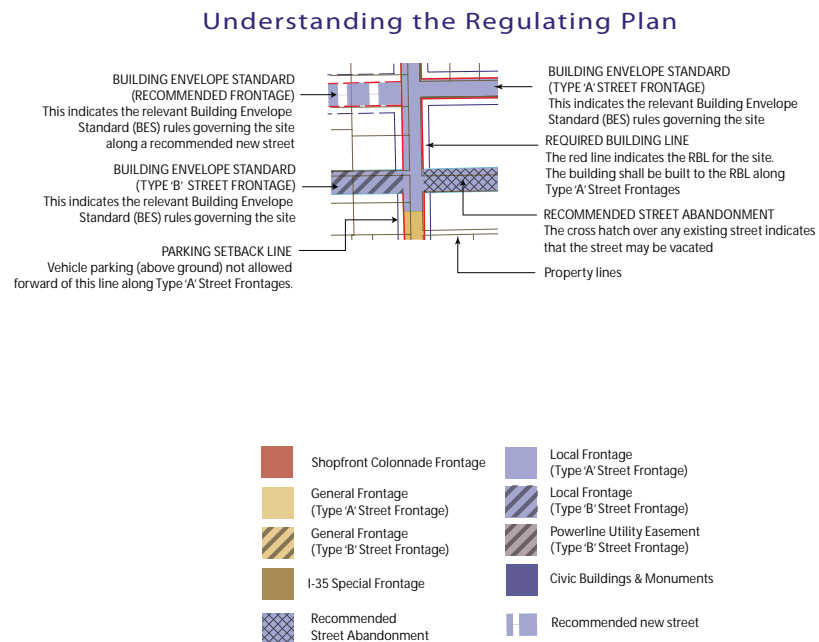 Understanding the Regulating Plan
BUILDING ENVELOPE STANDARD
(RECOMMENDED FRONTAGE)
This indicates the relevant Building Envelope
Standard (BES) rules governing the site
along a recommended new street
BUILDING ENVELOPE STANDARD
(TYPE 'B' STREET FRONTAGE)
This indicates the relevant Building Envelope
Standard (BES) rules governing the site
PARKING SETBACK LINE
Vehicle parking (above ground) not allowed
forward of this line along Type 'A' Street Frontages.
BUILDING ENVELOPE STANDARD
(TYPE 'A' STREET FRONTAGE)
This indicates the relevant Building Envelope
Standard (BES) rules governing the site
REQUIRED BUILDING LINE
The red line indicates the RBL for the site.
The building shall be built to the RBL along
Type 'A' Street Frontages
RECOMMENDED STREET ABANDONMENT
The cross hatch over any existing street indicates
that the street may be vacated
Property lines
Shopfront Colonnade Frontage
General Frontage
(Type 'A' Street Frontage)
General Frontage
(Type 'B' Street Frontage)
I-35 Special Frontage
Recommended
Street Abandonment
Local Frontage
(Type 'A' Street Frontage)
Local Frontage
(Type 'B' Street Frontage)
Powerline Utility Easement
(Type 'B' Street Frontage)
Civic Buildings & Monuments
Recommended new street